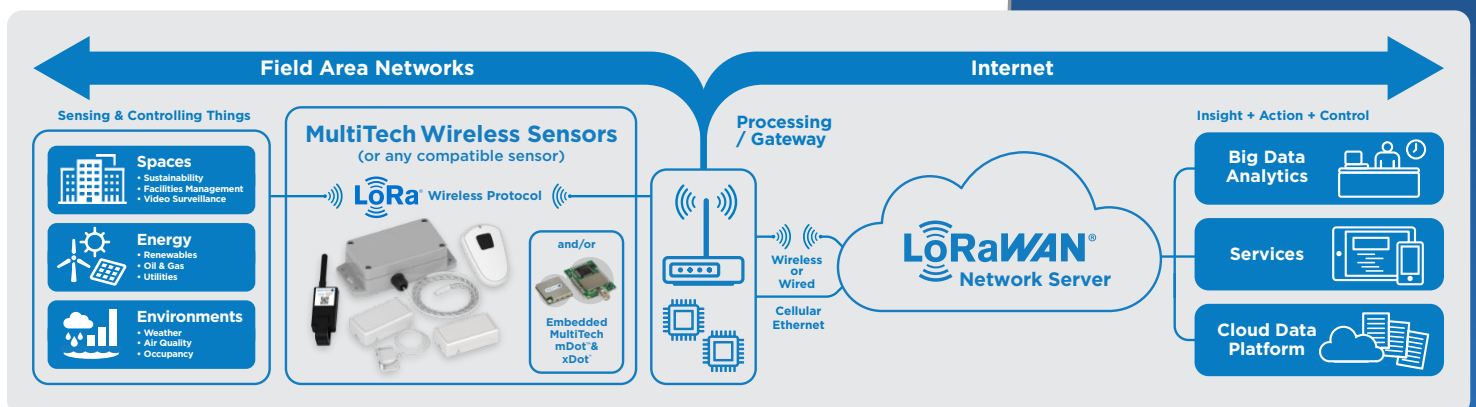 Field Area Networks
Internet
Sensing & Controlling Things
Spaces
• Sustainability
• Facilities Management
• Video Surveillance
Energy
• Renewables
• Oil & Gas
• Utilities
Environments
• Weather
• Air Quality
• Occupancy
MultiTech Wireless Sensors
(or any compatible sensor)
LoRa® Wireless Protocol
and/or
Embedded
MultiTech
mDot™ &
xDot®
Processing
/ Gateway
Wireless
or
Wired
Cellular
Ethernet
LoRaWAN®
Network Server
Insight + Action + Control
Big Data
Analytics
Services
Cloud Data
Platform